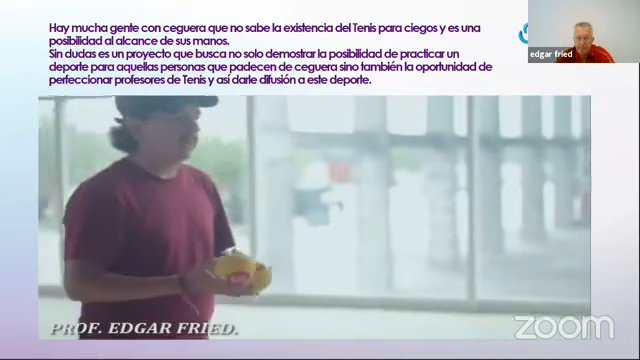 Hay mucha gente con ceguera que no sabe la existencia del Tenis para ciegos y es una
posibilidad al alcance de sus manos.
Sin dudas es un proyecto que busca no solo demostrar la posibilidad de practicar un
deporte para aquellas personas que padecen de ceguera sino también la oportunidad de
perfeccionar profesores de Tenis y así darle difusión a este deporte.
edgar fried
PROF. EDGAR FRIED.
zoom